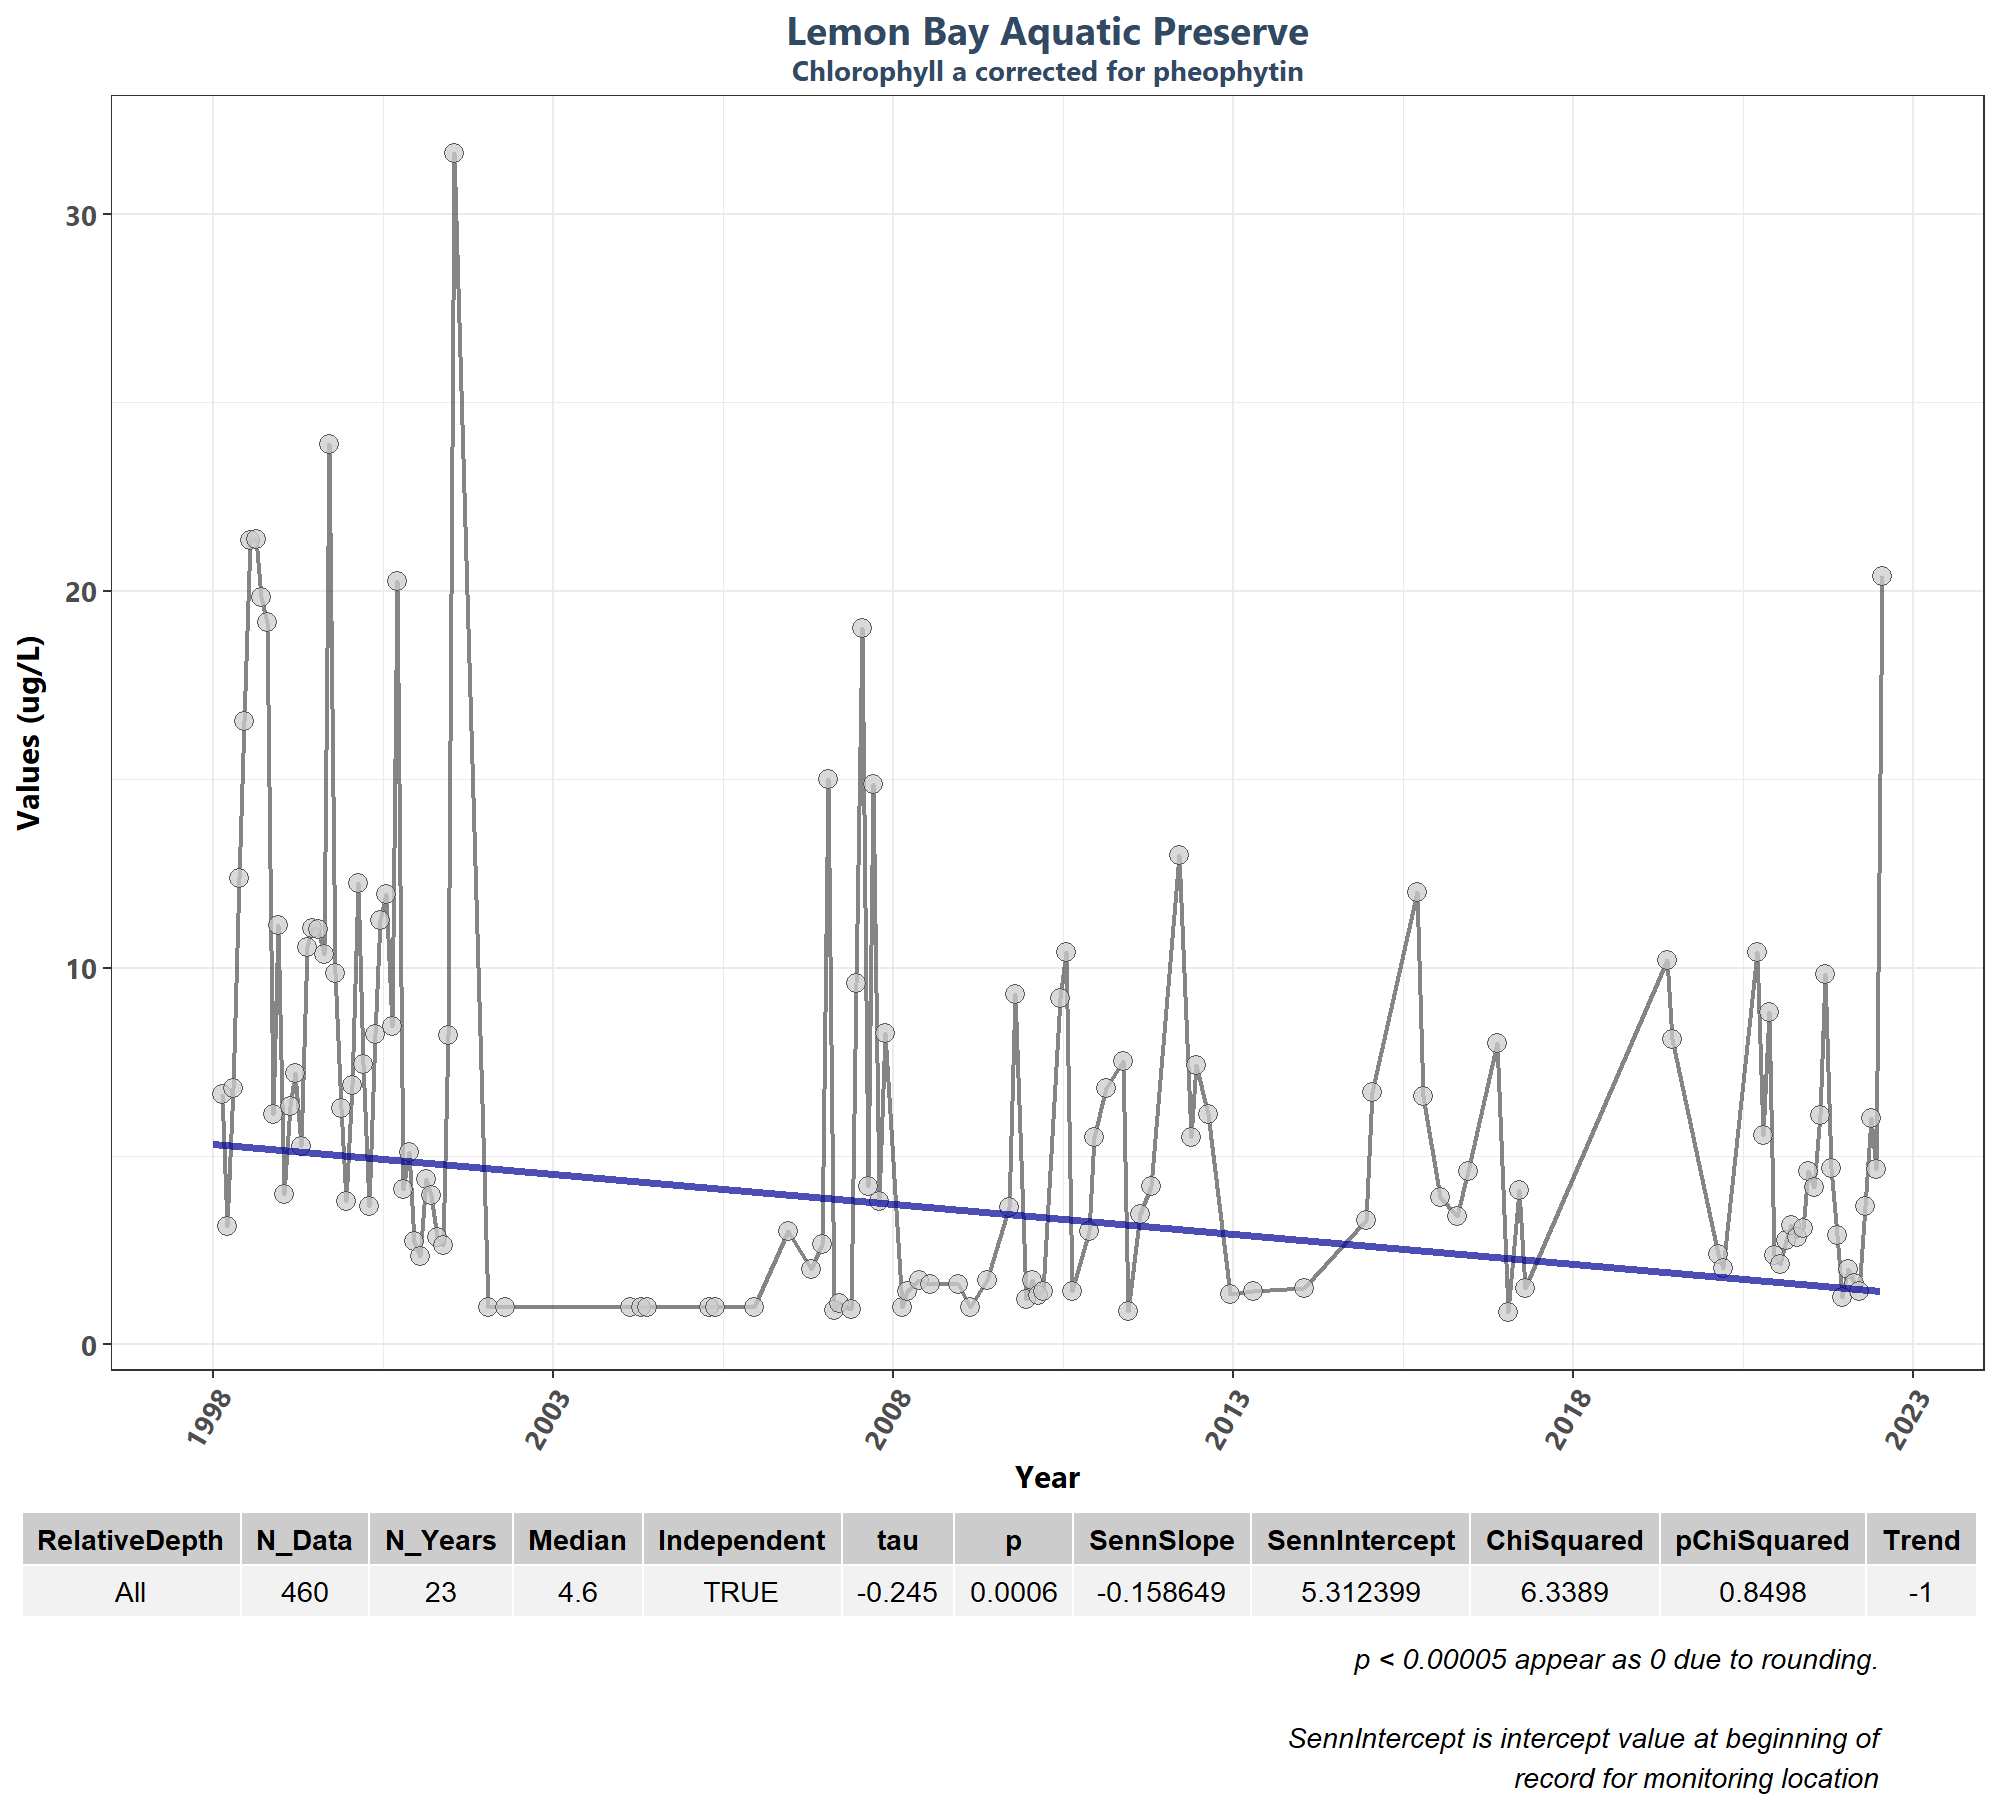 Lemon Bay Aquatic Preserve
Chlorophyll a corrected for pheophytin
Values (ug/L)
30
20
10
0
1998 2003 2008 2013 2018 2023
Year
RelativeDepth N_Data N_Years Median Independent tau p SennSlope SennIntercept ChiSquared pChiSquared Trend
All 460 23 4.6 TRUE -0.245 0.0006 -0.158649 5.312399 6.3389 0.8498 -1
p < 0.00005 appear as 0 due to rounding.
SennIntercept is intercept value at beginning of
record for monitoring location